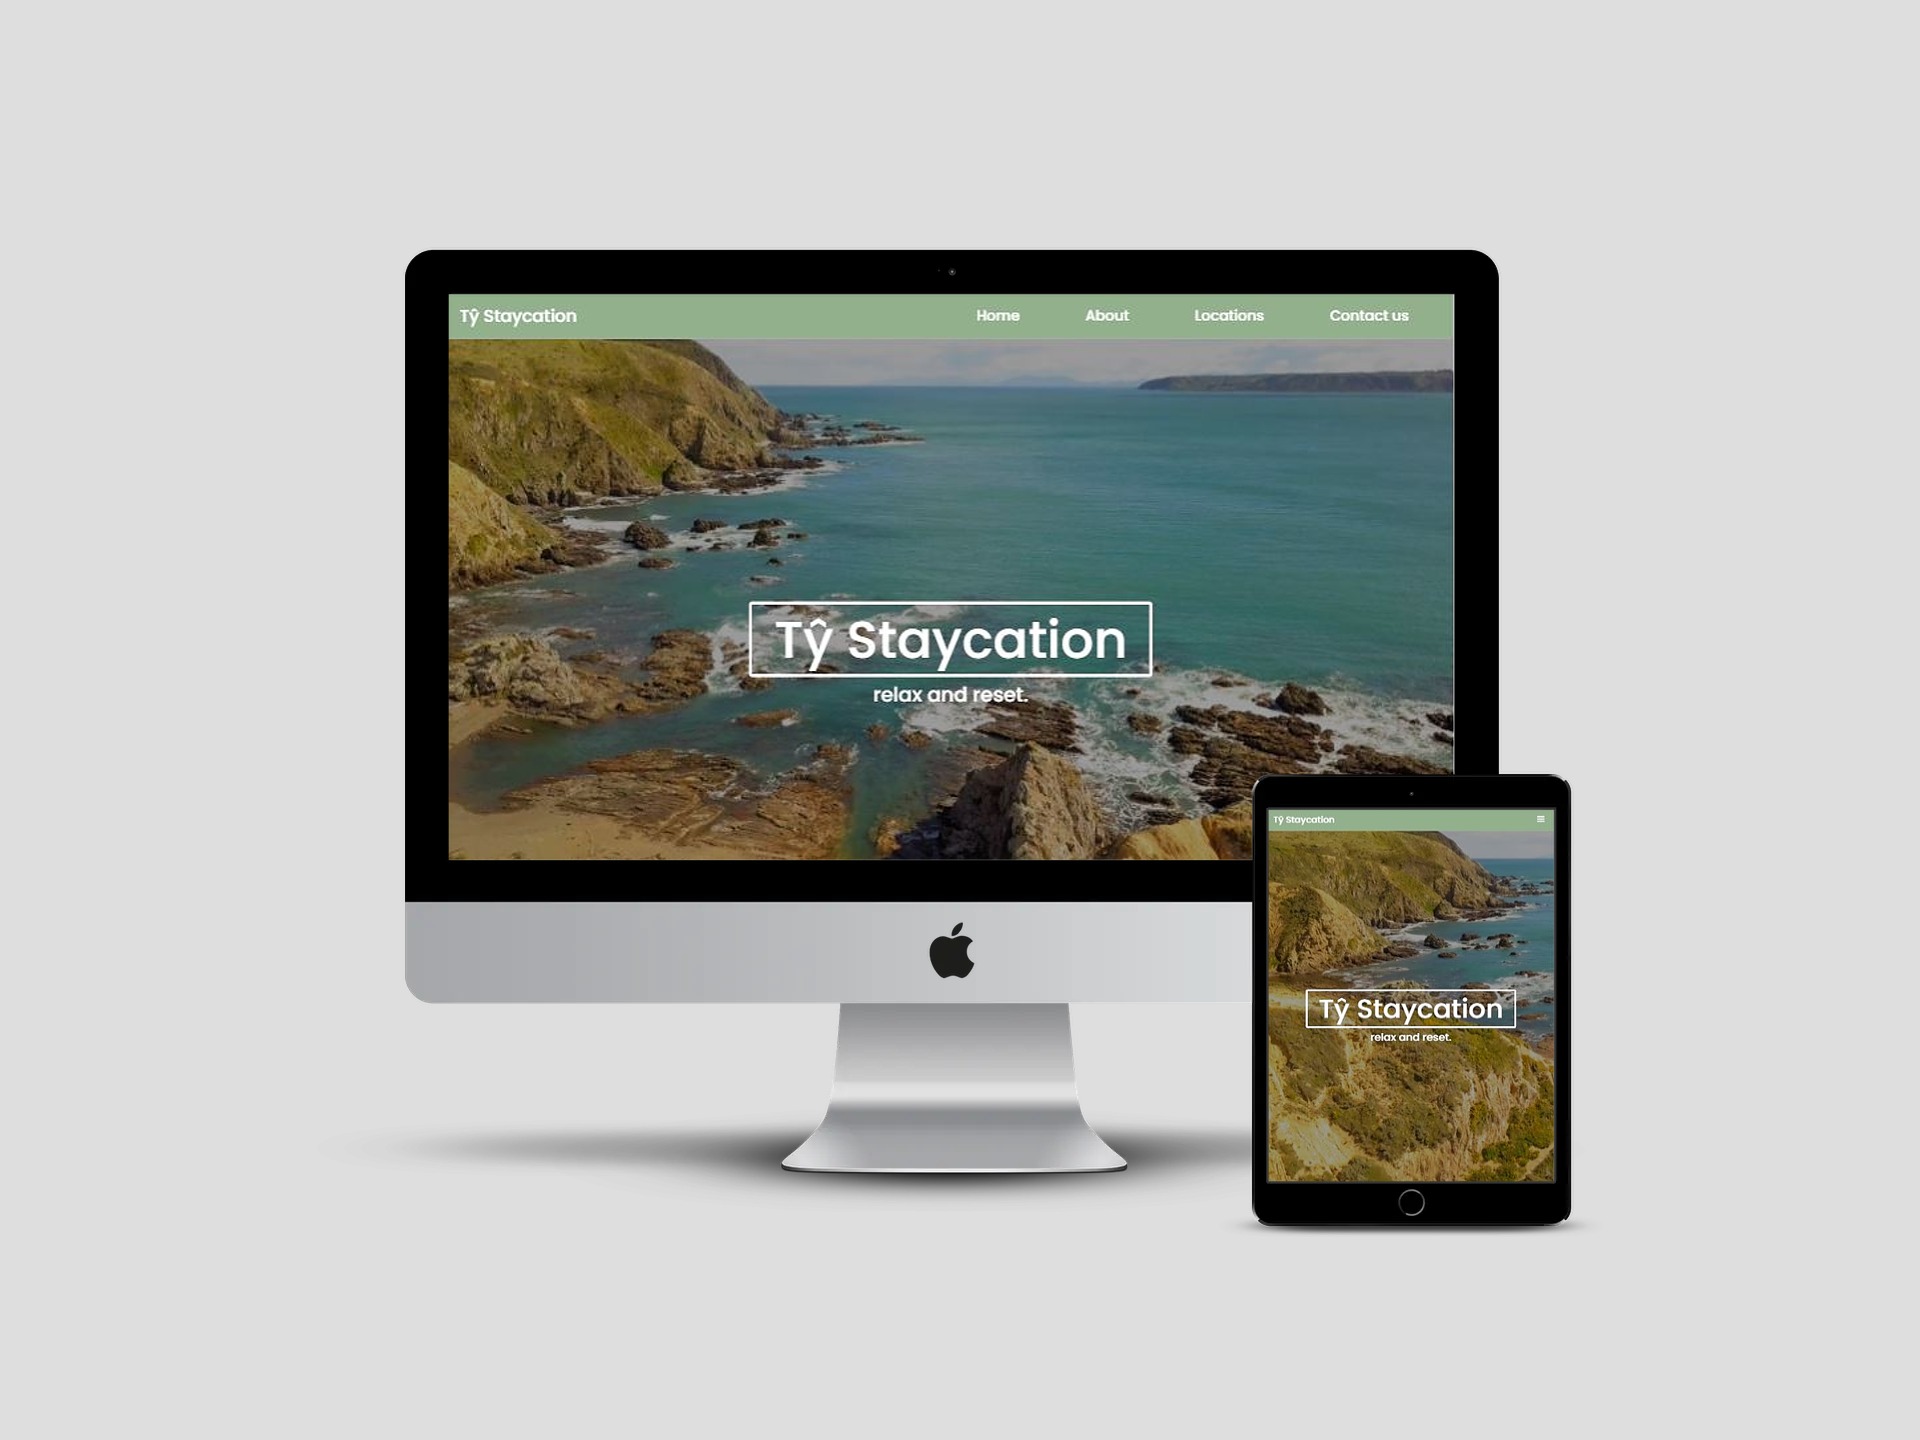 Tŷ Staycation
Home
About
Locations
Contact us
Tŷ Staycation
relax and reset.
Tŷ Staycation
Tŷ Staycation
relax and reset.